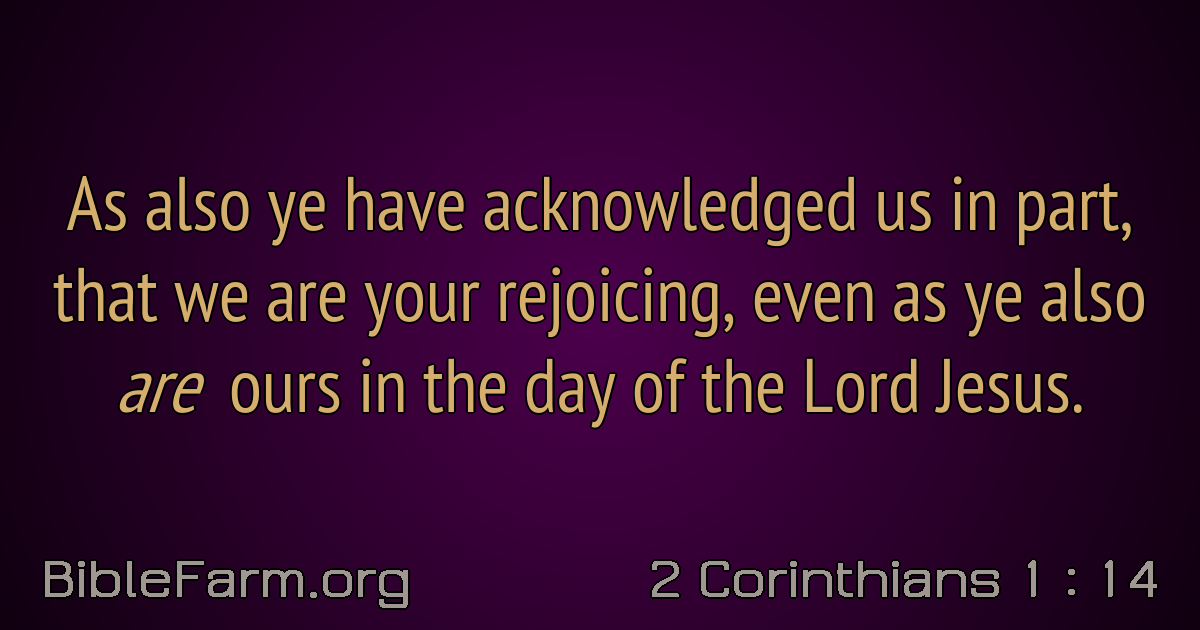 As also ye have acknowledged us in part,
that we are your rejoicing, even as ye also
are ours in the day of the Lord Jesus.
BibleFarm.org
2 Corinthians 1 : 14